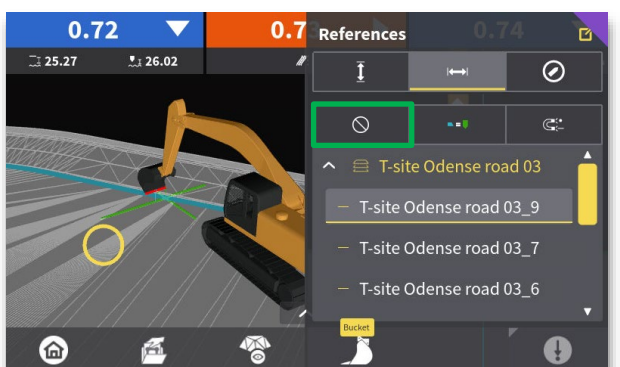 0.72
0.7
References
0.74
25.27
26.02
T-site Odense road 03
T-site Odense road 03_9
T-site Odense road 03_7
T-site Odense road 03_6
Bucket